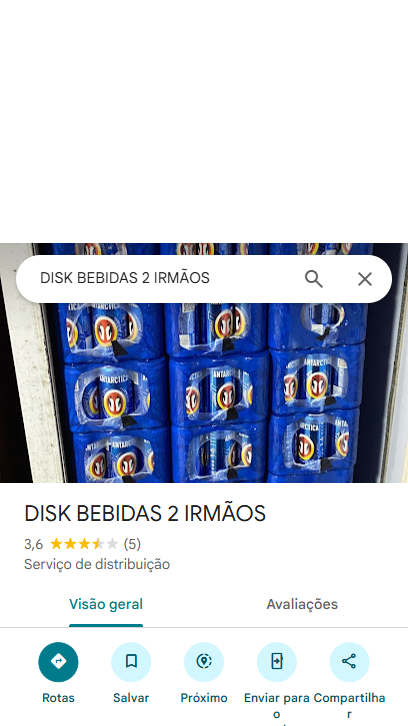 DISK BEBIDAS 2 IRMÃOS
ANTARCTICA
ANTARCTICA
DISK BEBIDAS 2 IRMÃOS
3,6 (5)
Serviço de distribuição
Visão geral Avaliações
Rotas Salvar Próximo Enviar para o Compartilhar